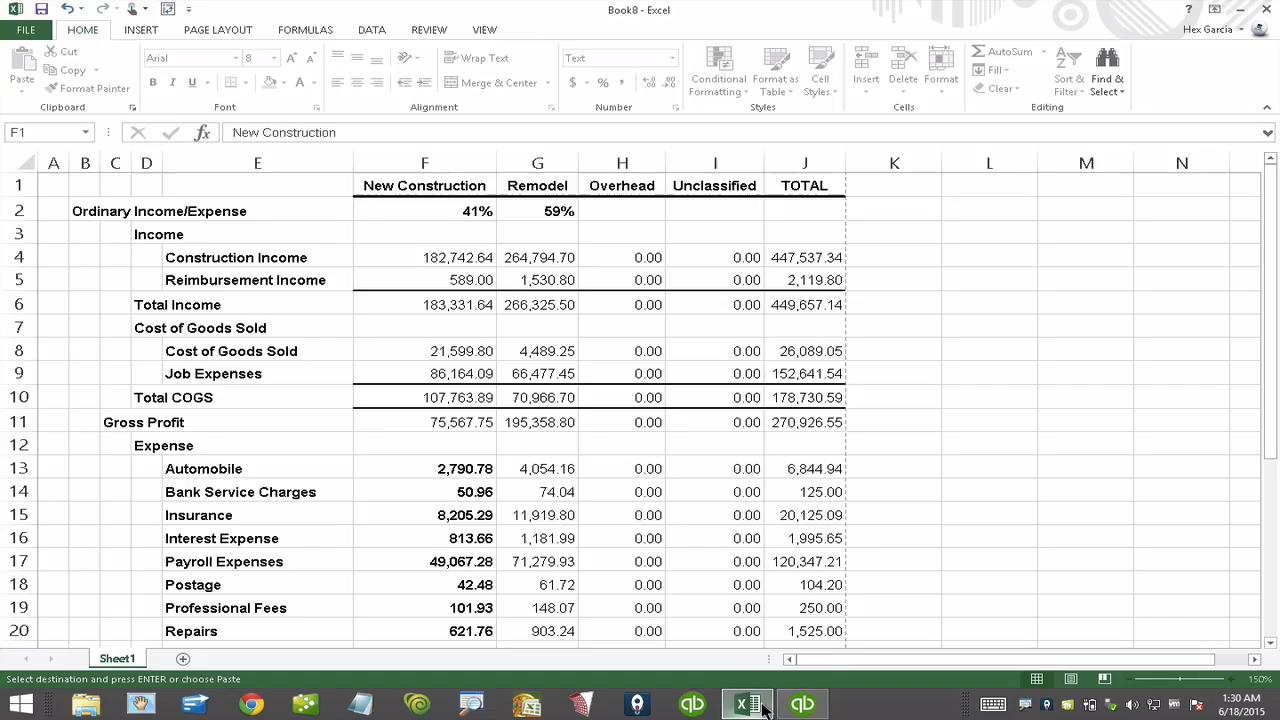 Book8 - Excel
?
FILE HOME INSERT PAGE LAYOUT FORMULAS DATA REVIEW VIEW Hex Garcia
Paste
Cut
Copy
Format Painter
Clipboard
Arial
B I U
A A
A
Font
Wrap Text
Merge & Center
Alignment
Text
$ % ,
Number
Conditional Formatting
Format as Table
Cell Styles
Styles
Insert Delete Format
Cells
AutoSum
Fill
Clear
Sort & Filter
Find & Select
Editing
F1 fx New Construction
A B C D E F G H I J K L M N
1 New Construction Remodel Overhead Unclassified TOTAL
2 Ordinary Income/Expense 41% 59%
3 Income
4 Construction Income 182,742.64 264,794.70 0.00 0.00 447,537.34
5 Reimbursement Income 589.00 1,530.80 0.00 0.00 2,119.80
6 Total Income 183,331.64 266,325.50 0.00 0.00 449,657.14
7 Cost of Goods Sold
8 Cost of Goods Sold 21,599.80 4,489.25 0.00 0.00 26,089.05
9 Job Expenses 86,164.09 66,477.45 0.00 0.00 152,641.54
10 Total COGS 107,763.89 70,966.70 0.00 0.00 178,730.59
11 Gross Profit 75,567.75 195,358.80 0.00 0.00 270,926.55
12 Expense
13 Automobile 2,790.78 4,054.16 0.00 0.00 6,844.94
14 Bank Service Charges 50.96 74.04 0.00 0.00 125.00
15 Insurance 8,205.29 11,919.80 0.00 0.00 20,125.09
16 Interest Expense 813.66 1,181.99 0.00 0.00 1,995.65
17 Payroll Expenses 49,067.28 71,279.93 0.00 0.00 120,347.21
18 Postage 42.48 61.72 0.00 0.00 104.20
19 Professional Fees 101.93 148.07 0.00 0.00 250.00
20 Repairs 621.76 903.24 0.00 0.00 1,525.00
Sheet1
Select destination and press ENTER or choose Paste 150%
qb qb
1:30 AM
6/18/2015